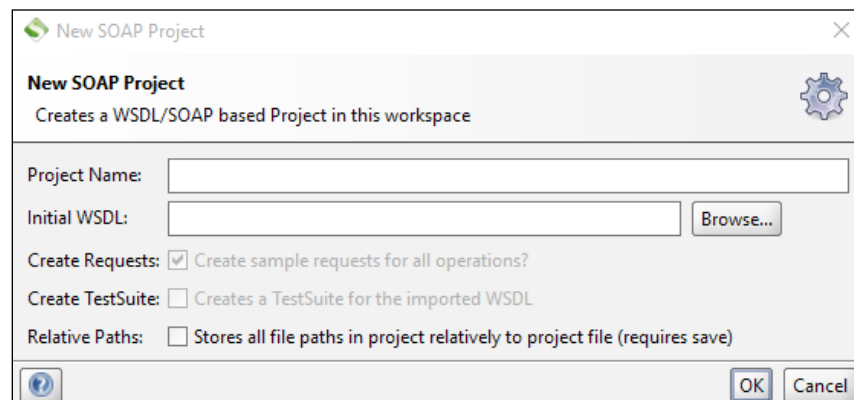 New SOAP Project
New SOAP Project
Creates a WSDL/SOAP based Project in this workspace
Project Name:
Initial WSDL:
Browse...
Create Requests: Create sample requests for all operations?
Create TestSuite: Creates a TestSuite for the imported WSDL
Relative Paths: Stores all file paths in project relatively to project file (requires save)
?
OK Cancel